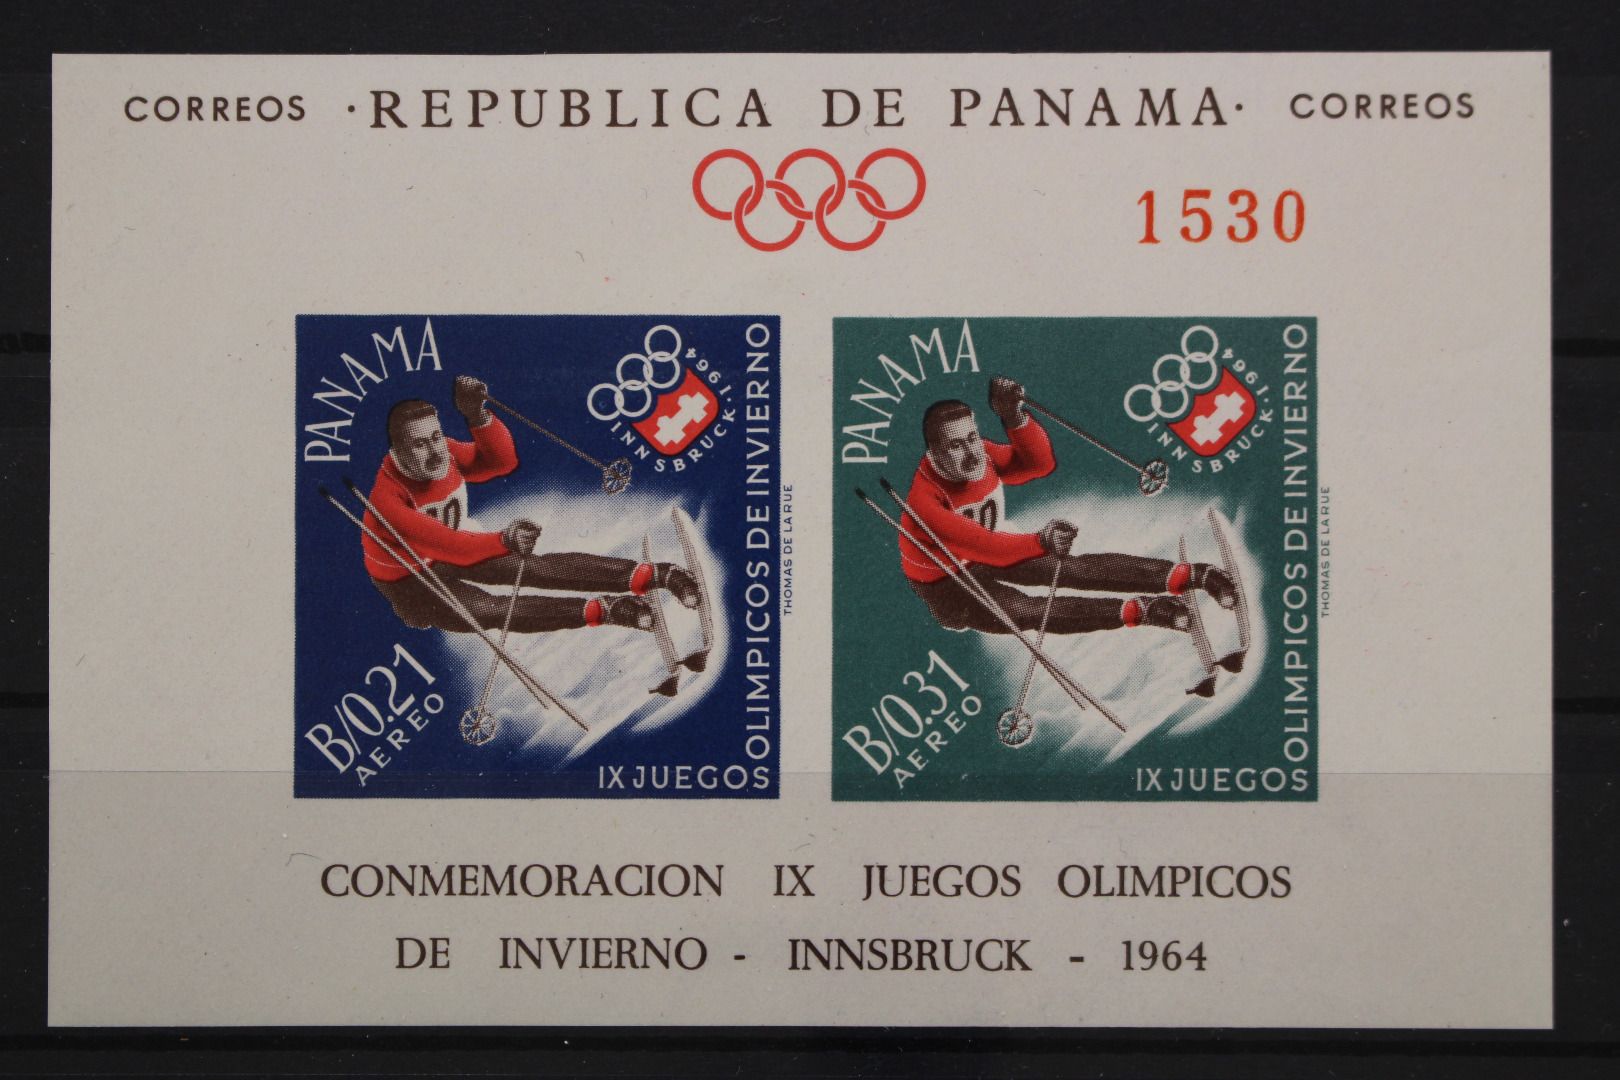 CORREOS ·REPUBLICA DE PANAMA· CORREOS
1530
PANAMA
1964
INNSBRUCK.
IX JUEGOS OLIMPICOS DE INVIERNO
THOMAS DE LA RUE
B/0.21
AEREO
PANAMA
1964
INNSBRUCK.
IX JUEGOS OLIMPICOS DE INVIERNO
THOMAS DE LA RUE
B/0.31
AEREO
CONMEMORACION IX JUEGOS OLIMPICOS
DE INVIERNO - INNSBRUCK - 1964